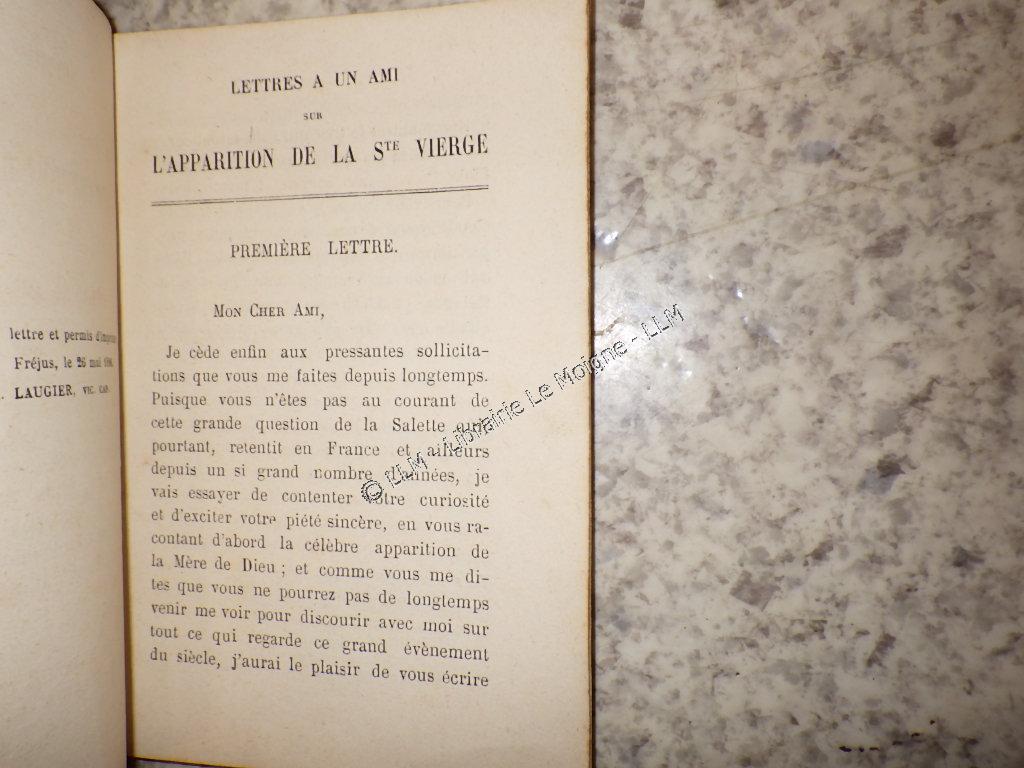 lettre et permis
Fréjus, le 26 mai
LAUGIER, VIC. CAP.
LETTRES A UN AMI
SUR
L'APPARITION DE LA STE VIERGE
PREMIÈRE LETTRE.
MON CHER AMI,
Je cède enfin aux pressantes sollicita-
tions que vous me faites depuis longtemps.
Puisque vous n'êtes pas au courant de
cette grande question de la Salette qui,
pourtant, retentit en France et ailleurs
depuis un si grand nombre d'années, je
vais essayer de contenter votre curiosité
et d'exciter votre piété sincère, en vous ra-
contant d'abord la célèbre apparition de
la Mère de Dieu ; et comme vous me di-
tes que vous ne pourrez pas de longtemps
venir me voir pour discourir avec moi sur
tout ce qui regarde ce grand évènement
du siècle, j'aurai le plaisir de vous écrire
© LLM - Librairie Le Moigne - LLM